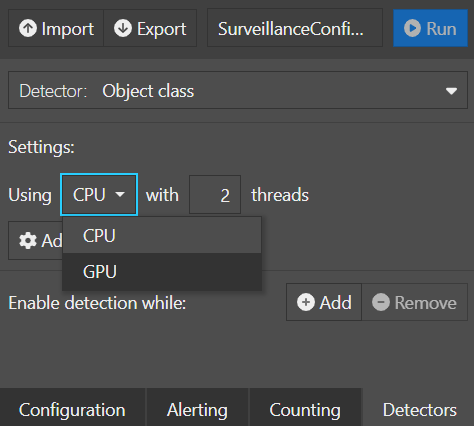 Import Export SurveillanceConfi... Run
Detector: Object class
Settings:
Using CPU with 2 threads
Ad
CPU
GPU
Enable detection while: Add Remove
Configuration Alerting Counting Detectors